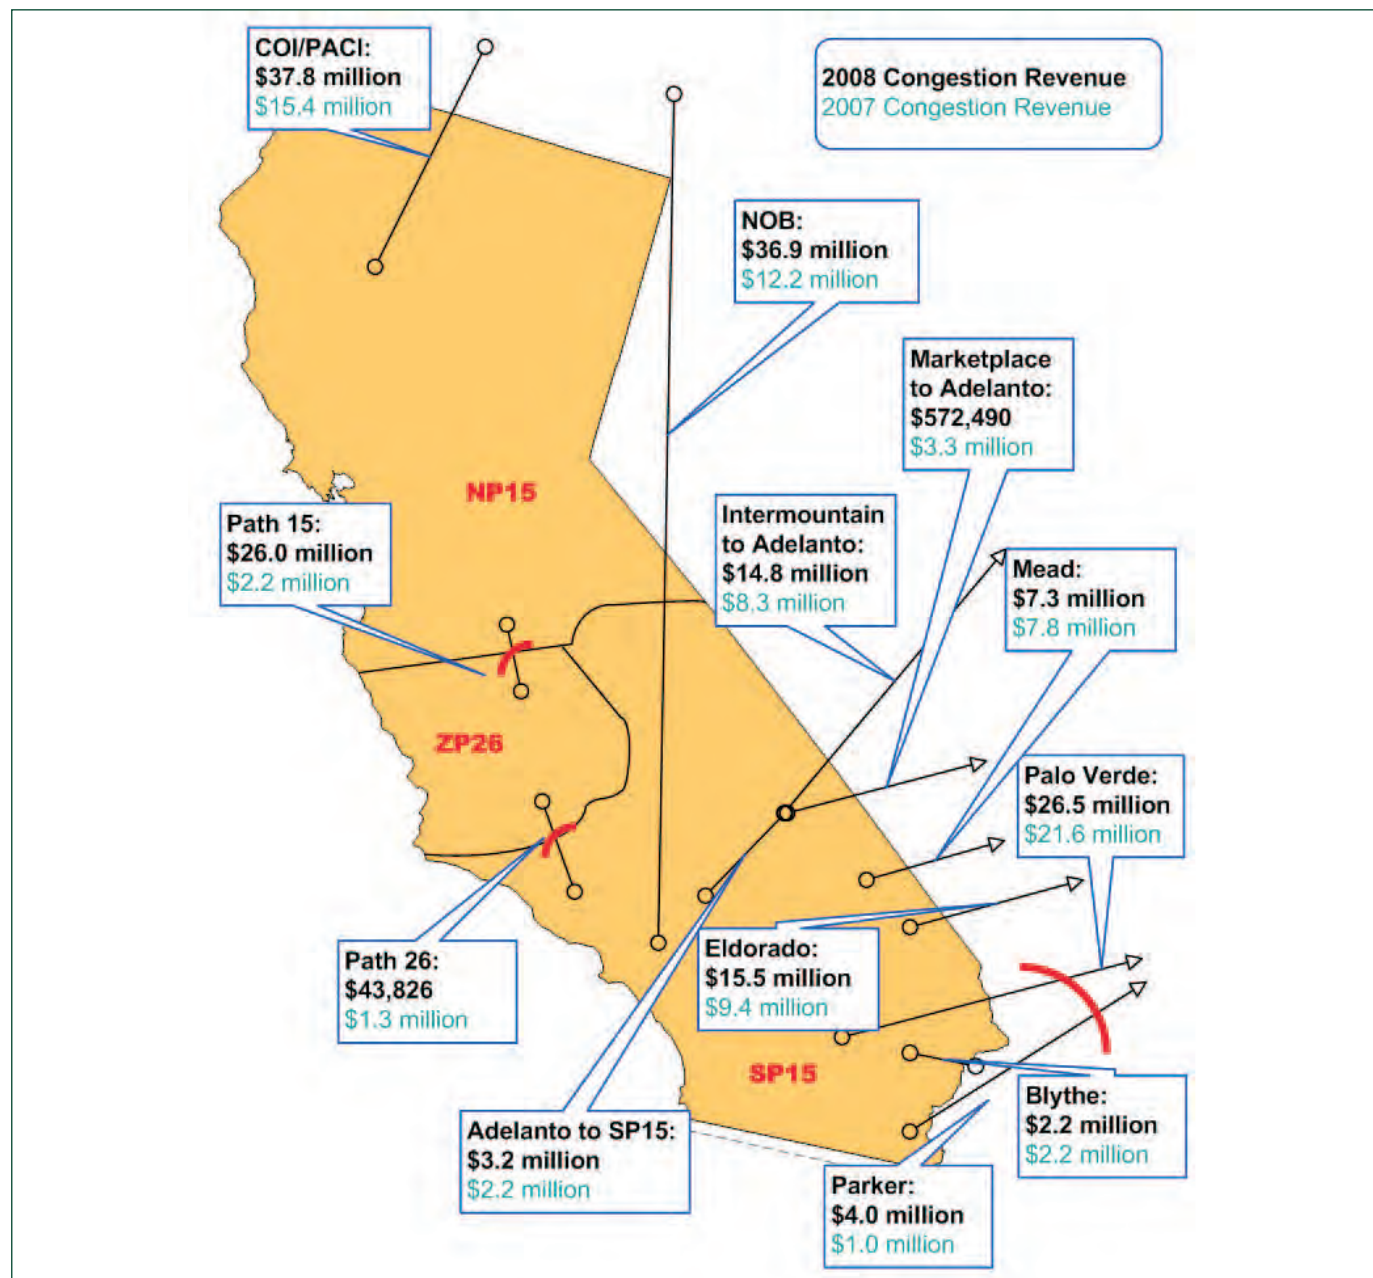 COI/PACI:
$37.8 million
$15.4 million
2008 Congestion Revenue
2007 Congestion Revenue
NOB:
$36.9 million
$12.2 million
Marketplace
to Adelanto:
$572,490
$3.3 million
NP15
Path 15:
$26.0 million
$2.2 million
Intermountain
to Adelanto:
$14.8 million
$8.3 million
Mead:
$7.3 million
$7.8 million
ZP26
Palo Verde:
$26.5 million
$21.6 million
Path 26:
$43,826
$1.3 million
Eldorado:
$15.5 million
$9.4 million
SP15
Blythe:
$2.2 million
$2.2 million
Adelanto to SP15:
$3.2 million
$2.2 million
Parker:
$4.0 million
$1.0 million